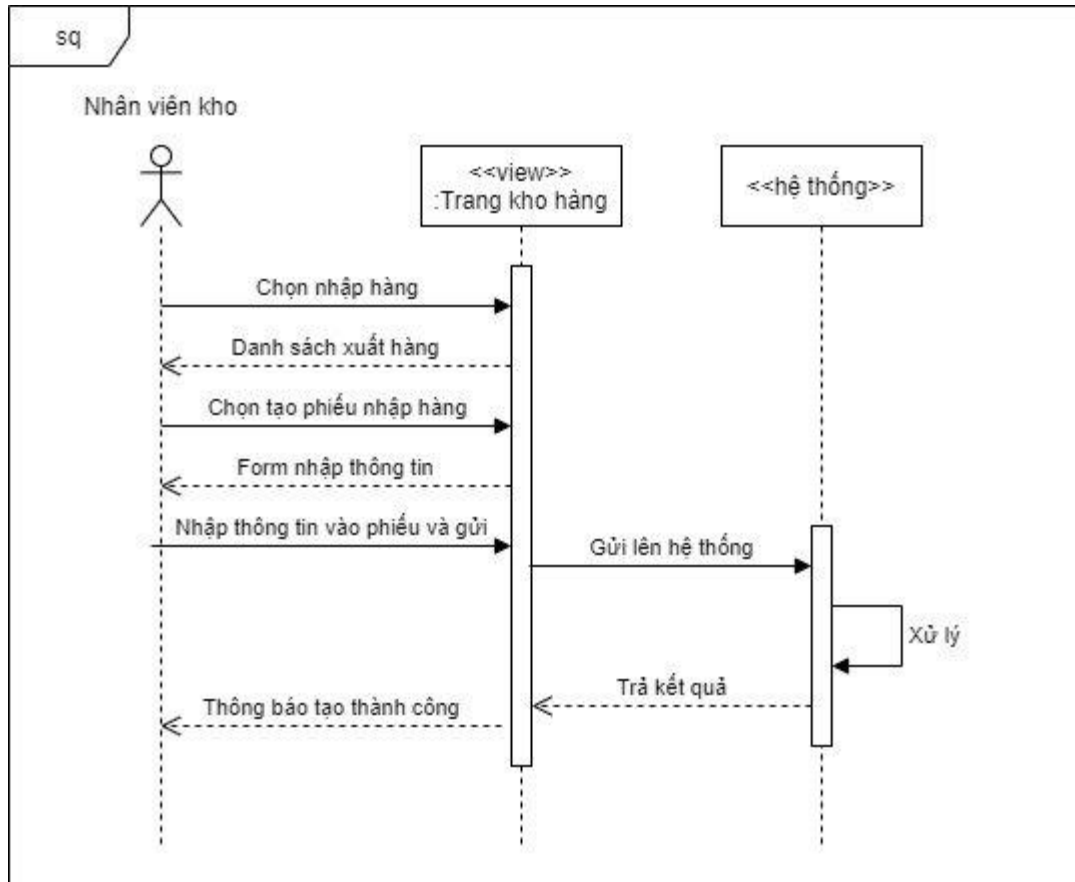 sq
Nhân viên kho
<<view>>
:Trang kho hàng
<<hệ thống>>
Chọn nhập hàng
Danh sách xuất hàng
Chọn tạo phiếu nhập hàng
Form nhập thông tin
Nhập thông tin vào phiếu và gửi
Gửi lên hệ thống
Xử lý
Trả kết quả
Thông báo tạo thành công